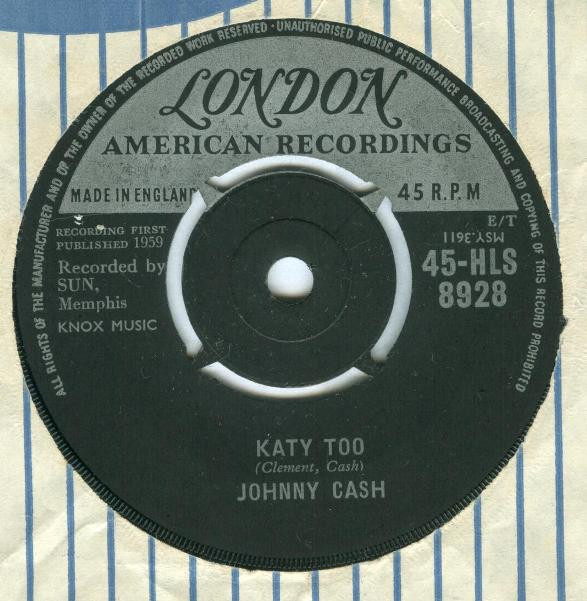 ALL RIGHTS OF THE MANUFACTURER AND OF THE OWNER OF THE RECORDED WORK RESERVED · UNAUTHORISED PUBLIC PERFORMANCE BROADCASTING AND COPYING OF THIS RECORD PROHIBITED
LONDON
AMERICAN RECORDINGS
MADE IN ENGLAND
45 R.P.M
E/T
RECORDING FIRST
PUBLISHED 1959
MSY.3611
Recorded by
SUN,
Memphis
KNOX MUSIC
45-HLS
8928
KATY TOO
(Clement, Cash)
JOHNNY CASH